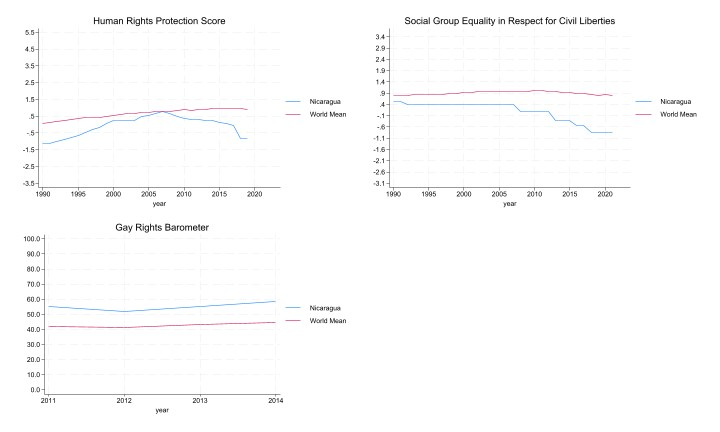 Human Rights Protection Score
5.5
4.5
3.5
2.5
1.5
.5
-.5
-1.5
-2.5
-3.5
1990 1995 2000 2005 2010 2015 2020
year
Nicaragua
World Mean
Social Group Equality in Respect for Civil Liberties
3.4
2.9
2.4
1.9
1.4
.9
.4
-.1
-.6
-1.1
-1.6
-2.1
-2.6
-3.1
1990 1995 2000 2005 2010 2015 2020
year
Nicaragua
World Mean
Gay Rights Barometer
100.0
90.0
80.0
70.0
60.0
50.0
40.0
30.0
20.0
10.0
0.0
2011 2012 2013 2014
year
Nicaragua
World Mean